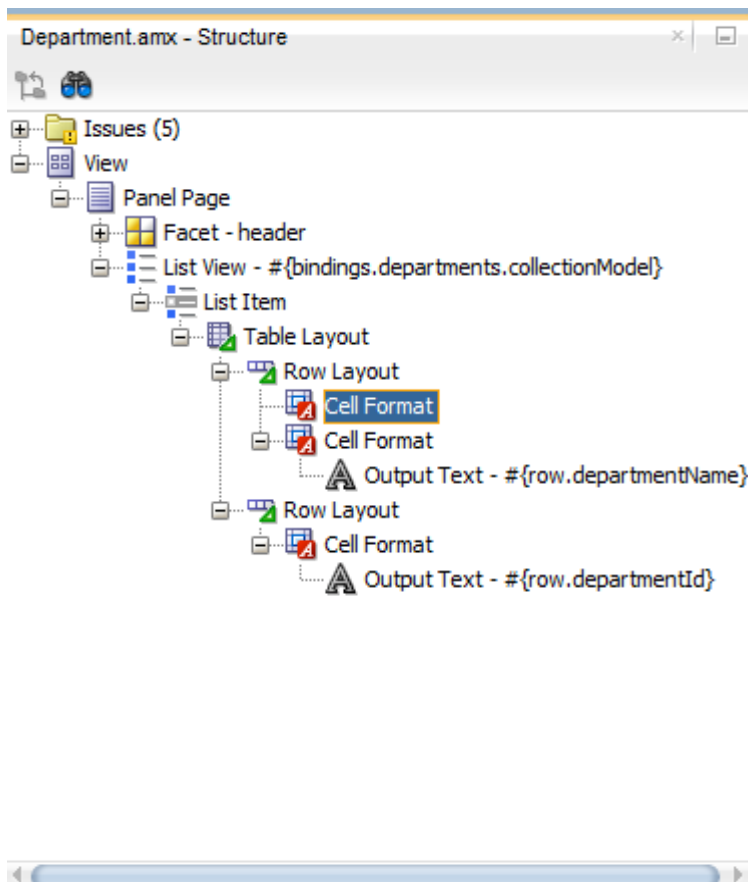 Department.amx - Structure
Issues (5)
View
Panel Page
Facet - header
List View - #{bindings.departments.collectionModel}
List Item
Table Layout
Row Layout
Cell Format
Cell Format
Output Text - #{row.departmentName}
Row Layout
Cell Format
Output Text - #{row.departmentId}